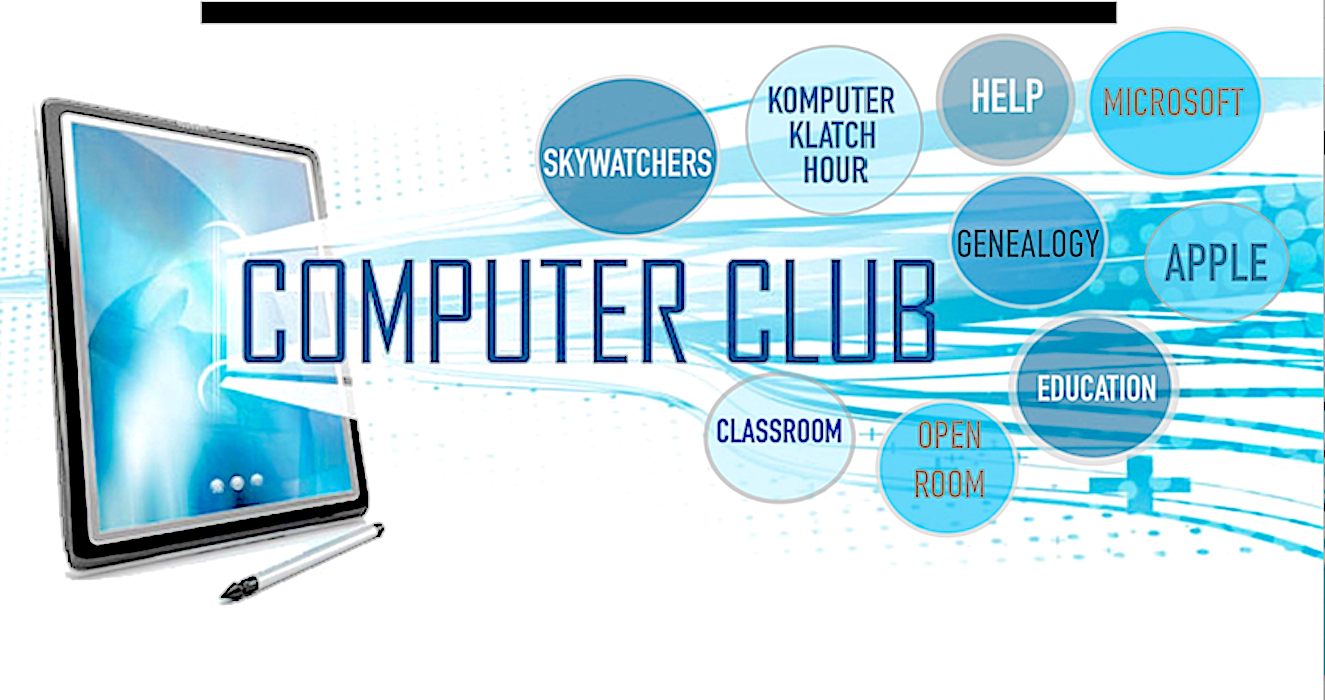 KOMPUTER
KLATCH
HOUR
HELP
MICROSOFT
SKYWATCHERS
GENEALOGY
APPLE
COMPUTER CLUB
EDUCATION
CLASSROOM
OPEN
ROOM